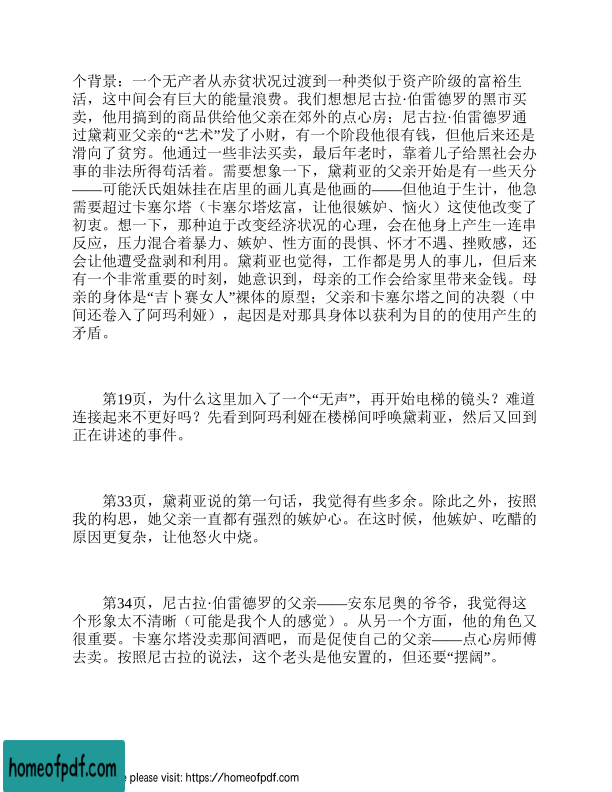 个背景：一个无产者从赤贫状况过渡到一种类似于资产阶级的富裕生
活，这中间会有巨大的能量浪费。我们想想尼古拉·伯雷德罗的黑市买
卖，他用搞到的商品供给他父亲在郊外的点心房；尼古拉·伯雷德罗通
过黛莉亚父亲的“艺术”发了小财，有一个阶段他很有钱，但他后来还是
滑向了贫穷。他通过一些非法买卖，最后年老时，靠着儿子给黑社会办
事的非法所得苟活着。需要想象一下，黛莉亚的父亲开始是有一些天分
——可能沃氏姐妹挂在店里的画儿真是他画的——但他迫于生计，他急
需要超过卡塞尔塔（卡塞尔塔炫富，让他很嫉妒、恼火）这使他改变了
初衷。想一下，那种迫于改变经济状况的心理，会在他身上产生一连串
反应，压力混合着暴力、嫉妒、性方面的畏惧、怀才不遇、挫败感，还
会让他遭受盘剥和利用。黛莉亚也觉得，工作都是男人的事儿，但后来
有一个非常重要的时刻，她意识到，母亲的工作会给家里带来金钱。母
亲的身体是“吉卜赛女人”裸体的原型；父亲和卡塞尔塔之间的决裂（中
间还卷入了阿玛利娅），起因是对那具身体以获利为目的的使用产生的
矛盾。
第19页，为什么这里加入了一个“无声”，再开始电梯的镜头？难道
连接起来不更好吗？先看到阿玛利娅在楼梯间呼唤黛莉亚，然后又回到
正在讲述的事件。
第33页，黛莉亚说的第一句话，我觉得有些多余。除此之外，按照
我的构思，她父亲一直都有强烈的嫉妒心。在这时候，他嫉妒、吃醋的
原因更复杂，让他怒火中烧。
第34页，尼古拉·伯雷德罗的父亲——安东尼奥的爷爷，我觉得这
个形象太不清晰（可能是我个人的感觉）。从另一个方面，他的角色又
很重要。卡塞尔塔没卖那间酒吧，而是促使自己的父亲——点心房师傅
去卖。按照尼古拉的说法，这个老头是他安置的，但还要“摆阔”。
homeofpdf.com
e please visit: https://homeofpdf.com